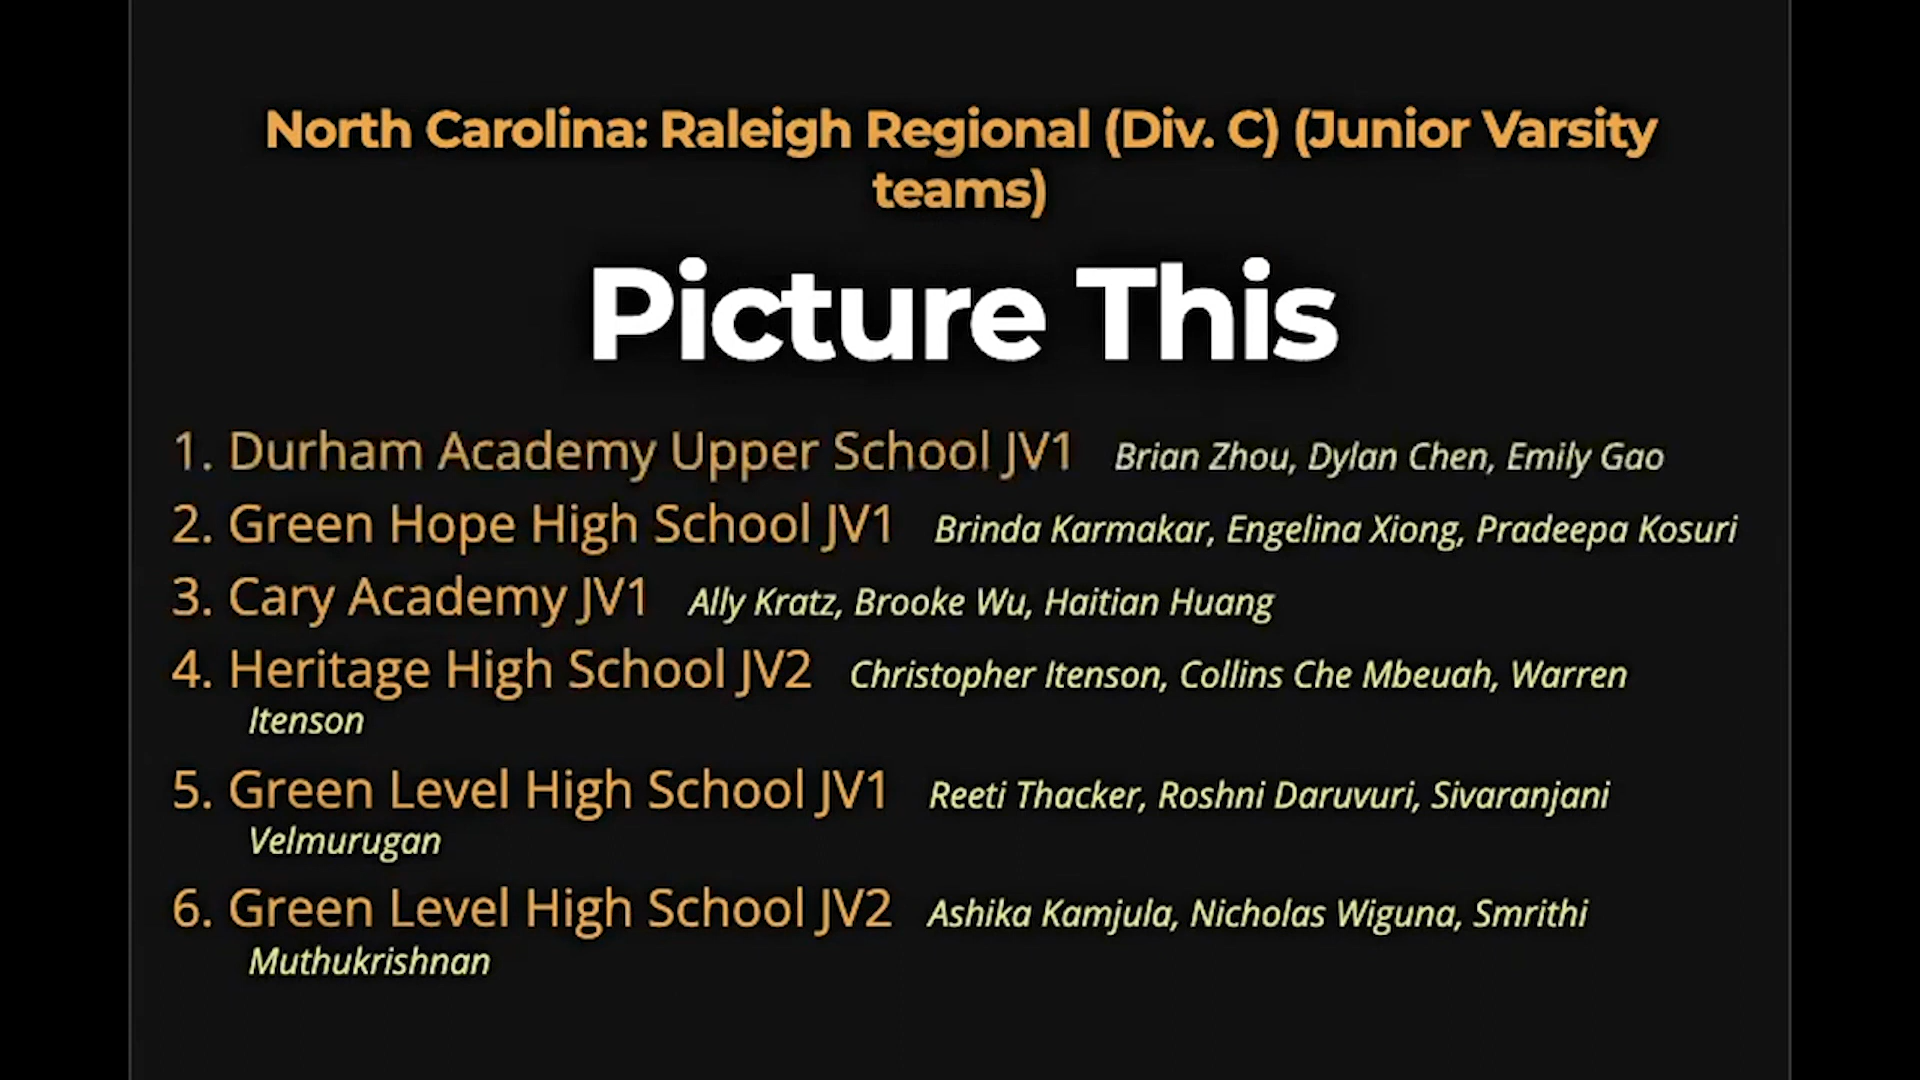 North Carolina: Raleigh Regional (Div. C) (Junior Varsity
teams)
Picture This
1. Durham Academy Upper School JV1 Brian Zhou, Dylan Chen, Emily Gao
2. Green Hope High School JV1 Brinda Karmakar, Engelina Xiong, Pradeepa Kosuri
3. Cary Academy JV1 Ally Kratz, Brooke Wu, Haitian Huang
4. Heritage High School JV2 Christopher Itenson, Collins Che Mbeuah, Warren
Itenson
5. Green Level High School JV1 Reeti Thacker, Roshni Daruvuri, Sivaranjani
Velmurugan
6. Green Level High School JV2 Ashika Kamjula, Nicholas Wiguna, Smrithi
Muthukrishnan